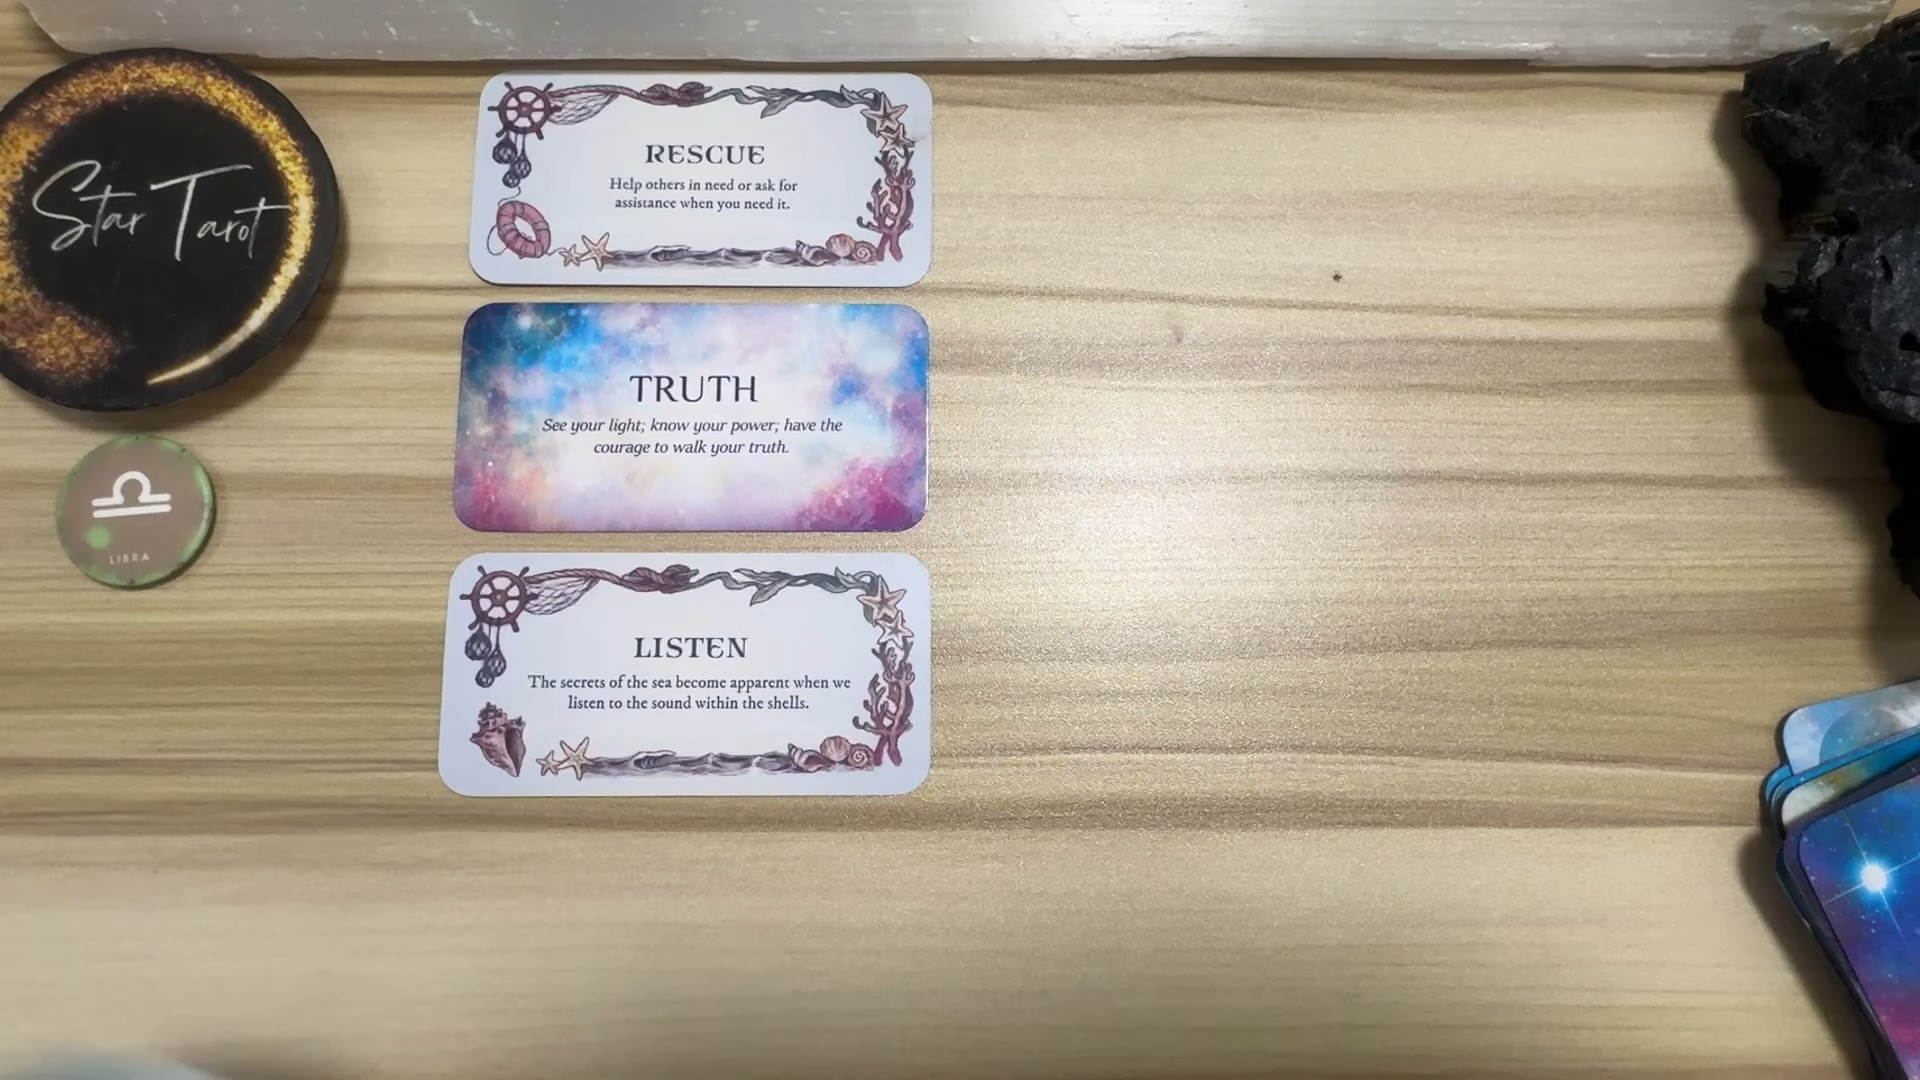 Star Tarot
LIBRA
RESCUE
Help others in need or ask for
assistance when you need it.
TRUTH
See your light; know your power; have the
courage to walk your truth.
LISTEN
The secrets of the sea become apparent when we
listen to the sound within the shells.